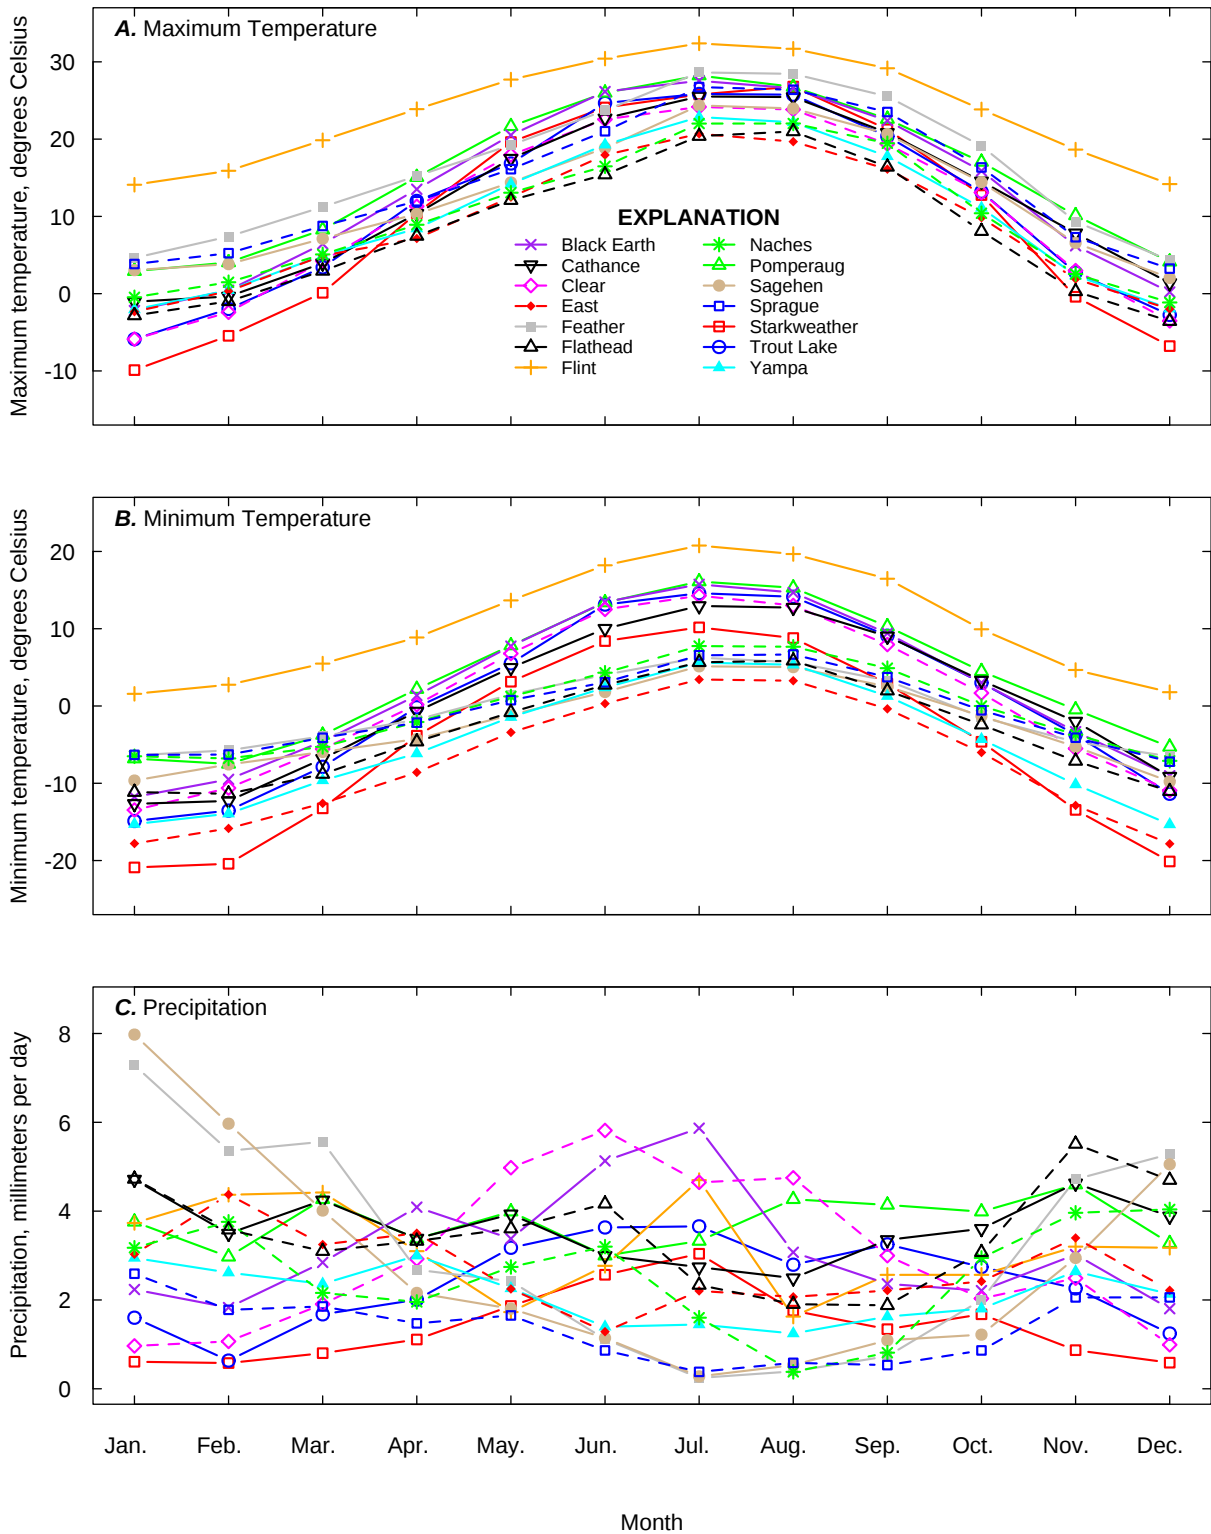 A. Maximum Temperature
Maximum temperature, degrees Celsius
30
20
10
0
-10
EXPLANATION
Black Earth
Cathance
Clear
East
Feather
Flathead
Flint
Naches
Pomperaug
Sagehen
Sprague
Starkweather
Trout Lake
Yampa
B. Minimum Temperature
Minimum temperature, degrees Celsius
20
10
0
-10
-20
C. Precipitation
Precipitation, millimeters per day
8
6
4
2
0
Jan. Feb. Mar. Apr. May. Jun. Jul. Aug. Sep. Oct. Nov. Dec.
Month